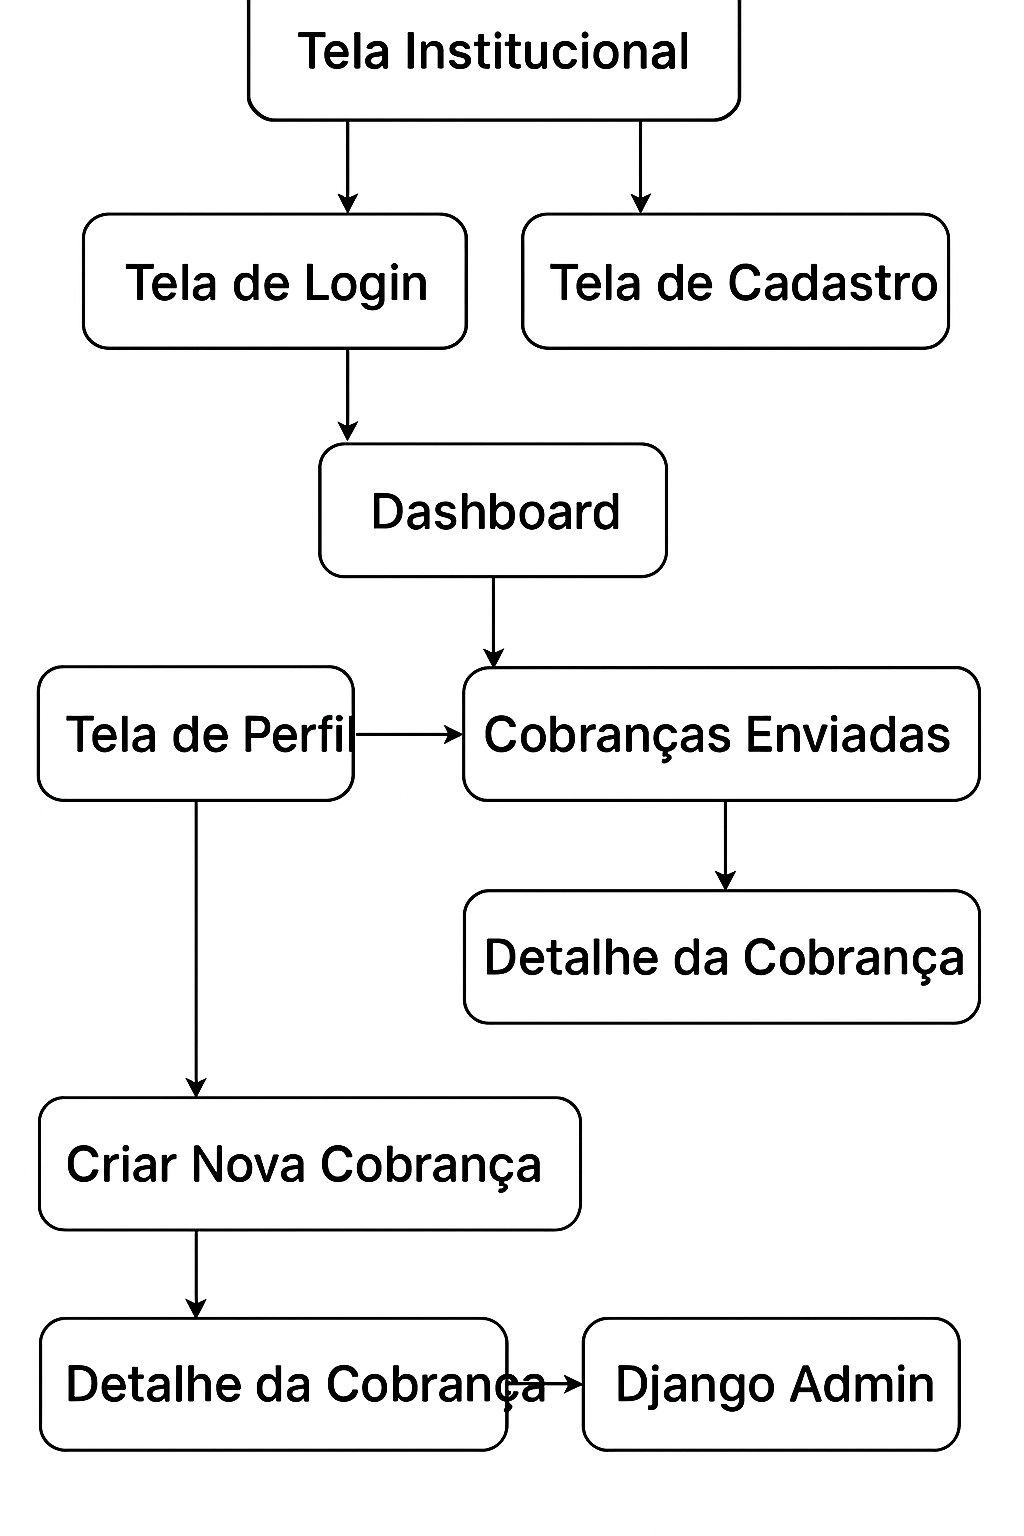 Tela Institucional
Tela de Login
Tela de Cadastro
Dashboard
Tela de Perfil
Cobranças Enviadas
Detalhe da Cobrança
Criar Nova Cobrança
Detalhe da Cobrança
Django Admin